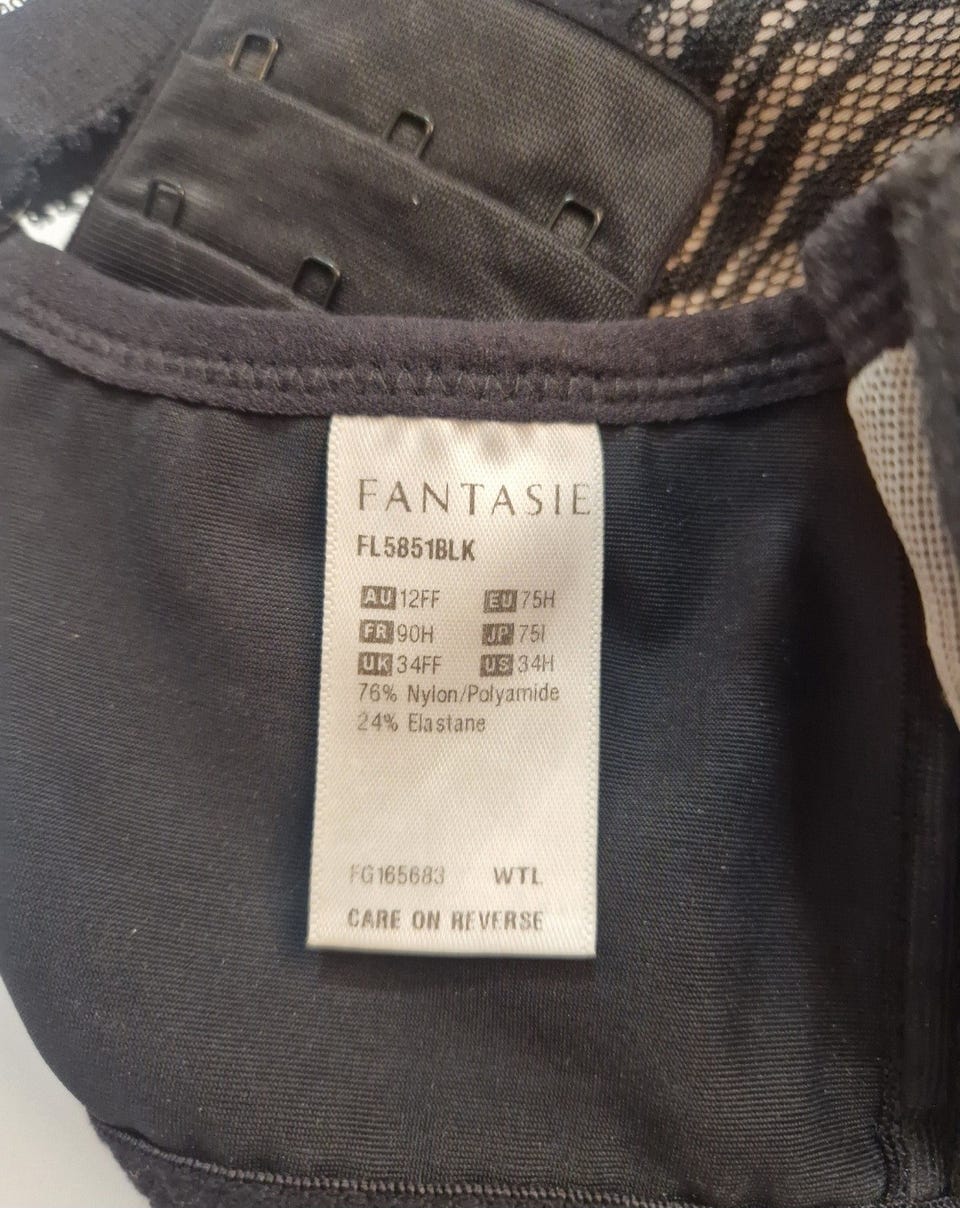 FANTASIE
FL5851BLK
AU 12FF EU 75H
FR 90H JP 75I
UK 34FF US 34H
76% Nylon/Polyamide
24% Elastane
FG165683 WTL
CARE ON REVERSE